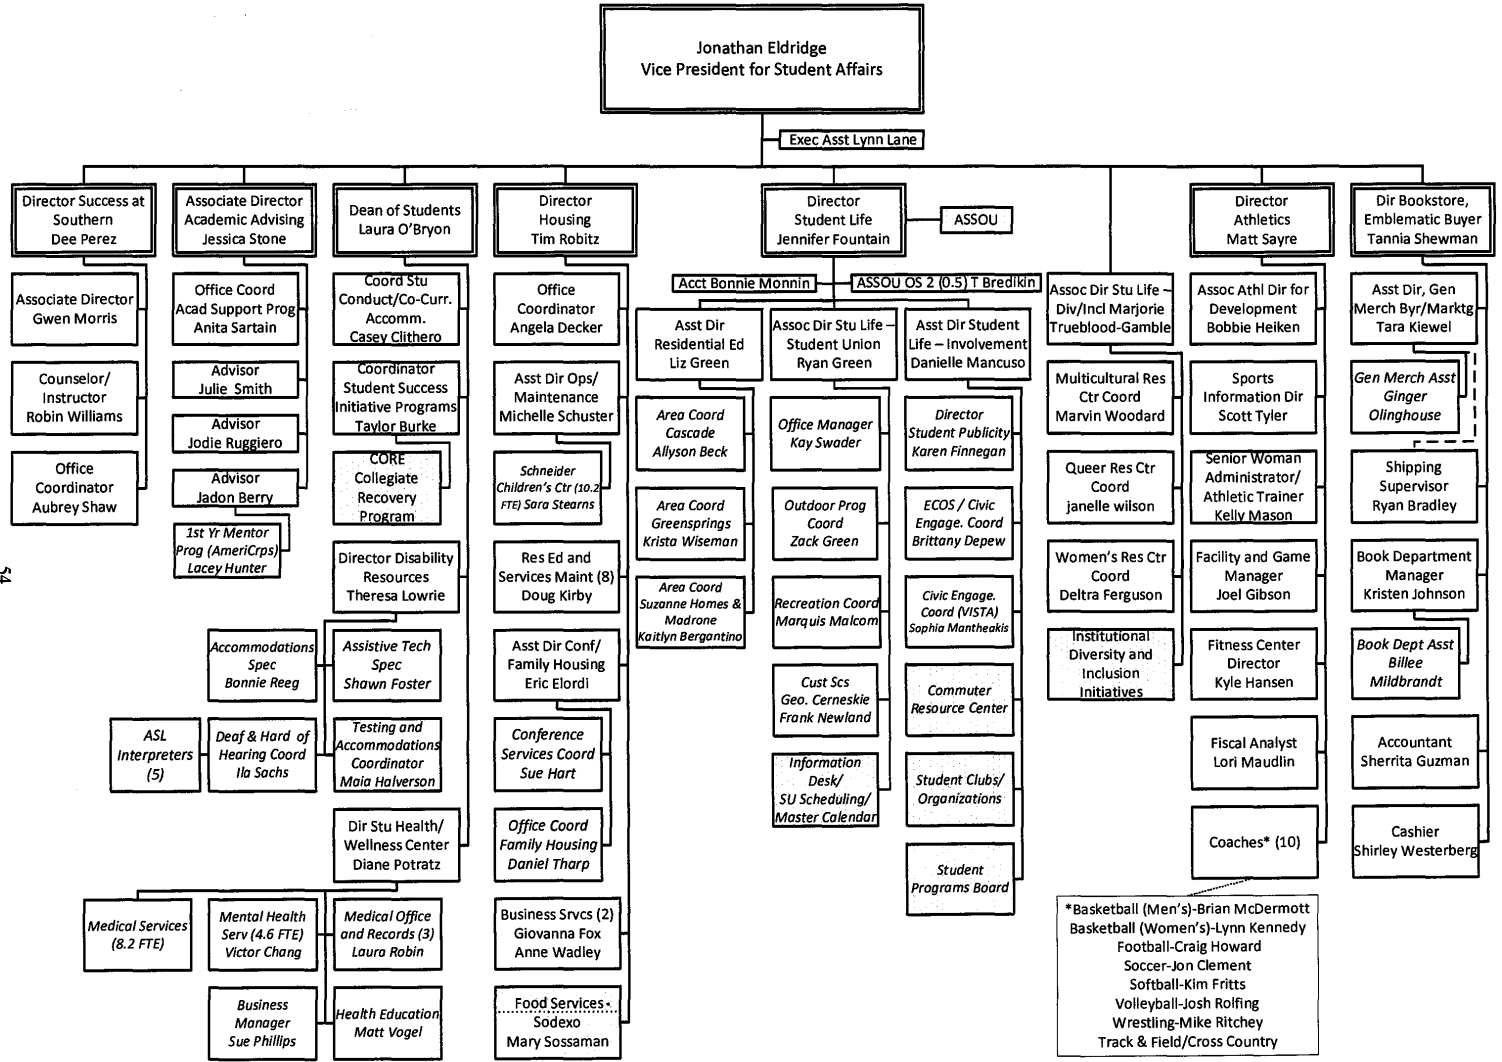 Jonathan Eldridge
Vice President for Student Affairs
Exec Asst Lynn Lane
Director Success at
Southern
Dee Perez
Associate Director
Gwen Morris
Counselor/
Instructor
Robin Williams
Office
Coordinator
Aubrey Shaw
Associate Director
Academic Advising
Jessica Stone
Office Coord
Acad Support Prog
Anita Sartain
Advisor
Julie Smith
Advisor
Jodie Ruggiero
Advisor
Jadon Berry
1st Yr Mentor
Prog (AmeriCrps)
Lacey Hunter
Dean of Students
Laura O'Bryon
Coord Stu
Conduct/Co-Curr.
Accomm.
Casey Clithero
Coordinator
Student Success
Initiative Programs
Taylor Burke
CORE
Collegiate
Recovery
Program
Director Disability
Resources
Theresa Lowrie
Accommodations
Spec
Bonnie Reeg
Assistive Tech
Spec
Shawn Foster
ASL
Interpreters
(5)
Deaf & Hard of
Hearing Coord
Ila Sachs
Testing and
Accommodations
Coordinator
Maia Halverson
Dir Stu Health/
Wellness Center
Diane Potratz
Medical Services
(8.2 FTE)
Mental Health
Serv (4.6 FTE)
Victor Chang
Medical Office
and Records (3)
Laura Robin
Business
Manager
Sue Phillips
Health Education
Matt Vogel
Director
Housing
Tim Robitz
Office
Coordinator
Angela Decker
Asst Dir Ops/
Maintenance
Michelle Schuster
Schneider
Children's Ctr (10.2
FTE) Sara Stearns
Res Ed and
Services Maint (8)
Doug Kirby
Asst Dir Conf/
Family Housing
Eric Elordi
Conference
Services Coord
Sue Hart
Office Coord
Family Housing
Daniel Tharp
Business Srvcs (2)
Giovanna Fox
Anne Wadley
Food Services -
Sodexo
Mary Sossaman
Director
Student Life
Jennifer Fountain
ASSOU
Acct Bonnie Monnin
ASSOU OS 2 (0.5) T Bredikin
Asst Dir
Residential Ed
Liz Green
Area Coord
Cascade
Allyson Beck
Area Coord
Greensprings
Krista Wiseman
Area Coord
Suzanne Homes &
Madrone
Kaitlyn Bergantino
Assoc Dir Stu Life –
Student Union
Ryan Green
Office Manager
Kay Swader
Outdoor Prog
Coord
Zack Green
Recreation Coord
Marquis Malcom
Cust Scs
Geo. Cerneskie
Frank Newland
Information
Desk/
SU Scheduling/
Master Calendar
Asst Dir Student
Life – Involvement
Danielle Mancuso
Director
Student Publicity
Karen Finnegan
ECOS / Civic
Engage. Coord
Brittany Depew
Civic Engage.
Coord (VISTA)
Sophia Mantheakis
Commuter
Resource Center
Student Clubs/
Organizations
Student
Programs Board
Assoc Dir Stu Life –
Div/Incl Marjorie
Trueblood-Gamble
Multicultural Res
Ctr Coord
Marvin Woodard
Queer Res Ctr
Coord
janelle wilson
Women's Res Ctr
Coord
Deltra Ferguson
Institutional
Diversity and
Inclusion
Initiatives
Director
Athletics
Matt Sayre
Assoc Athl Dir for
Development
Bobbie Heiken
Sports
Information Dir
Scott Tyler
Senior Woman
Administrator/
Athletic Trainer
Kelly Mason
Facility and Game
Manager
Joel Gibson
Fitness Center
Director
Kyle Hansen
Fiscal Analyst
Lori Maudlin
Coaches* (10)
*Basketball (Men's)-Brian McDermott
Basketball (Women's)-Lynn Kennedy
Football-Craig Howard
Soccer-Jon Clement
Softball-Kim Fritts
Volleyball-Josh Rolfing
Wrestling-Mike Ritchey
Track & Field/Cross Country
Dir Bookstore,
Emblematic Buyer
Tannia Shewman
Asst Dir, Gen
Merch Byr/Marktg
Tara Kiewel
Gen Merch Asst
Ginger
Olinghouse
Shipping
Supervisor
Ryan Bradley
Book Department
Manager
Kristen Johnson
Book Dept Asst
Billee
Mildbrandt
Accountant
Sherrita Guzman
Cashier
Shirley Westerberg
54